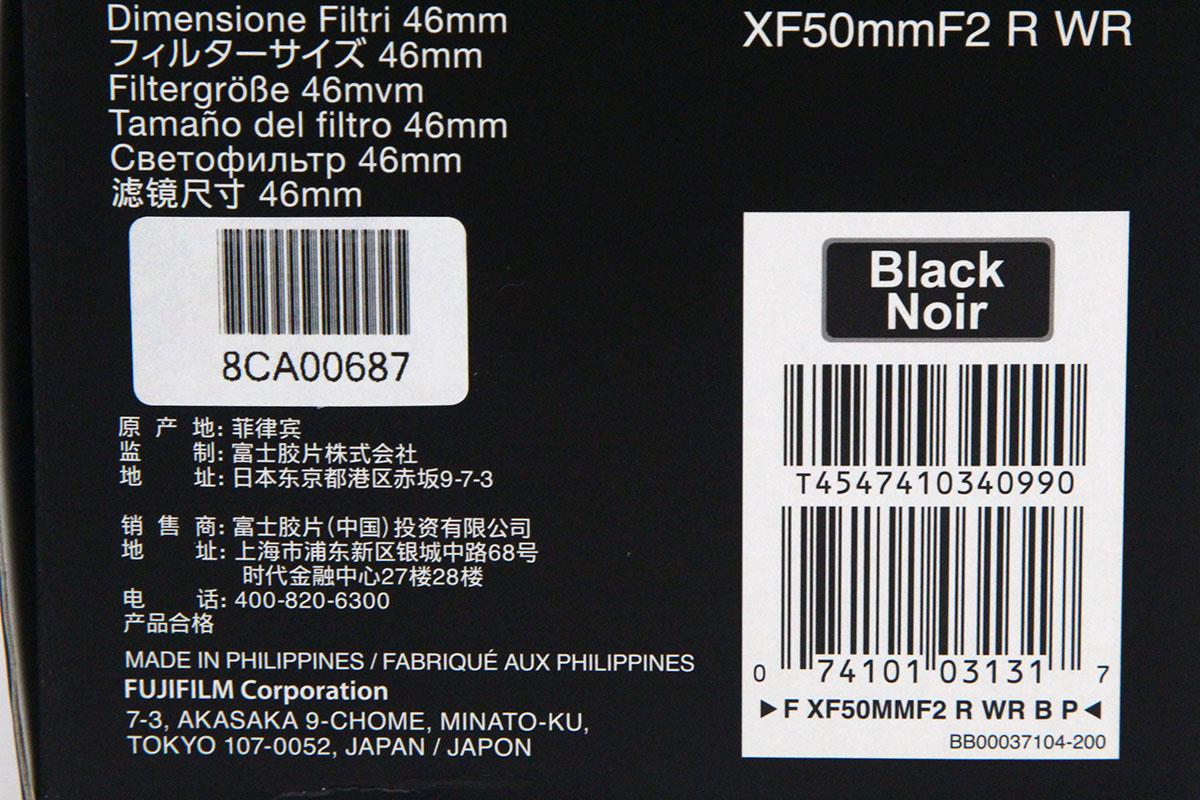 Dimensione Filtri 46mm
フィルターサイズ 46mm
Filtergröße 46mvm
Tamaño del filtro 46mm
Светофильтр 46mm
滤镜尺寸 46mm
8CA00687
原产地: 菲律宾
监制: 富士胶片株式会社
地址: 日本东京都港区赤坂9-7-3
销售商: 富士胶片(中国)投资有限公司
地址: 上海市浦东新区银城中路68号
时代金融中心27楼28楼
电话: 400-820-6300
产品合格
MADE IN PHILIPPINES / FABRIQUÉ AUX PHILIPPINES
FUJIFILM Corporation
7-3, AKASAKA 9-CHOME, MINATO-KU,
TOKYO 107-0052, JAPAN / JAPON
XF50mmF2 R WR
Black
Noir
T4547410340990
0 74101 03131 7
►F XF50MMF2 R WR B P◄
BB00037104-200